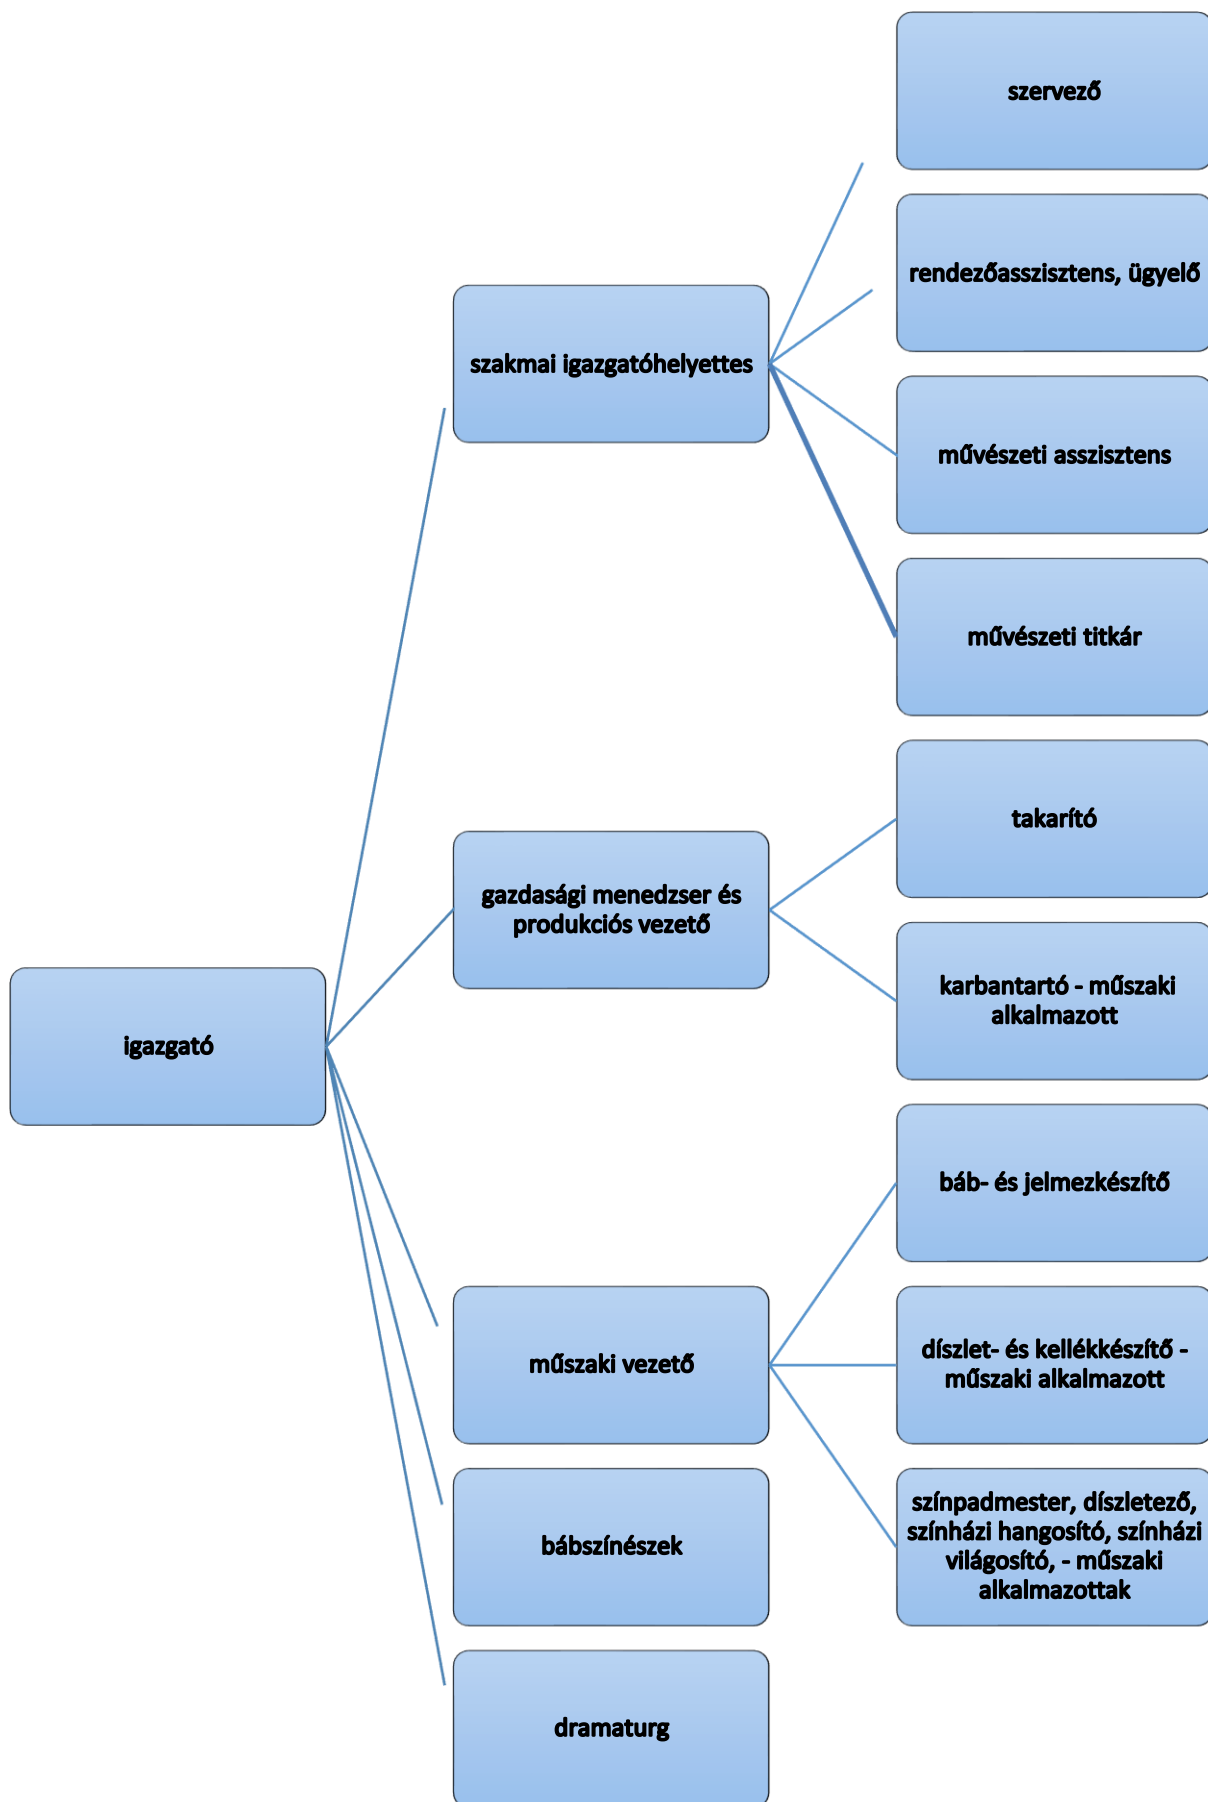 szervező
rendezőasszisztens, ügyelő
szakmai igazgatóhelyettes
művészeti asszisztens
művészeti titkár
takarító
gazdasági menedzser és
produkciós vezető
karbantartó - műszaki
alkalmazott
igazgató
báb- és jelmezkészítő
műszaki vezető
díszlet- és kellékkészítő -
műszaki alkalmazott
bábszínészek
színpadmester, díszletező,
színházi hangosító, színházi
világosító, - műszaki
alkalmazottak
dramaturg